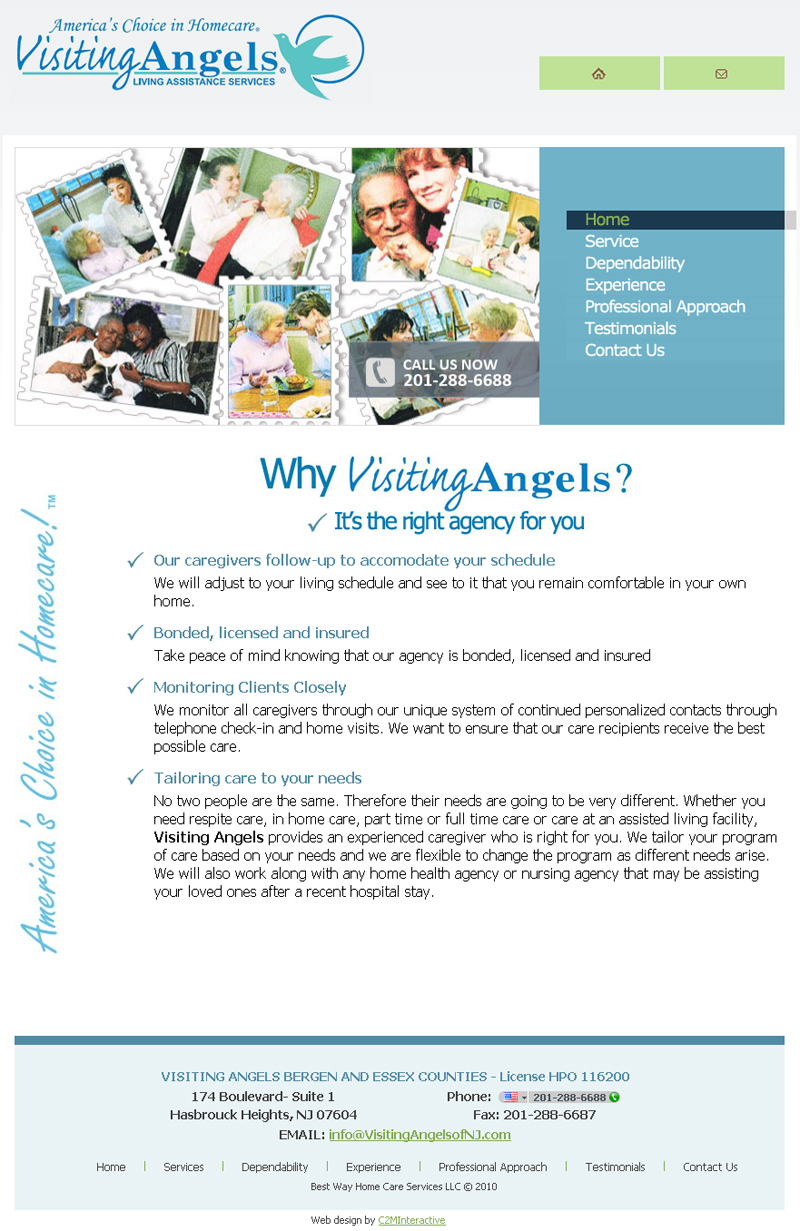 America's Choice in Homecare®
VisitingAngels®
LIVING ASSISTANCE SERVICES
Home
Service
Dependability
Experience
Professional Approach
Testimonials
Contact Us
CALL US NOW
201-288-6688
America's Choice in Homecare!™
Why VisitingAngels?
It's the right agency for you
Our caregivers follow-up to accomodate your schedule
We will adjust to your living schedule and see to it that you remain comfortable in your own
home.
Bonded, licensed and insured
Take peace of mind knowing that our agency is bonded, licensed and insured
Monitoring Clients Closely
We monitor all caregivers through our unique system of continued personalized contacts through
telephone check-in and home visits. We want to ensure that our care recipients receive the best
possible care.
Tailoring care to your needs
No two people are the same. Therefore their needs are going to be very different. Whether you
need respite care, in home care, part time or full time care or care at an assisted living facility,
Visiting Angels provides an experienced caregiver who is right for you. We tailor your program
of care based on your needs and we are flexible to change the program as different needs arise.
We will also work along with any home health agency or nursing agency that may be assisting
your loved ones after a recent hospital stay.
VISITING ANGELS BERGEN AND ESSEX COUNTIES - License HPO 116200
174 Boulevard- Suite 1 Phone: 201-288-6688
Hasbrouck Heights, NJ 07604 Fax: 201-288-6687
EMAIL: info@VisitingAngelsofNJ.com
Home | Services | Dependability | Experience | Professional Approach | Testimonials | Contact Us
Best Way Home Care Services LLC © 2010
Web design by C2MInteractive